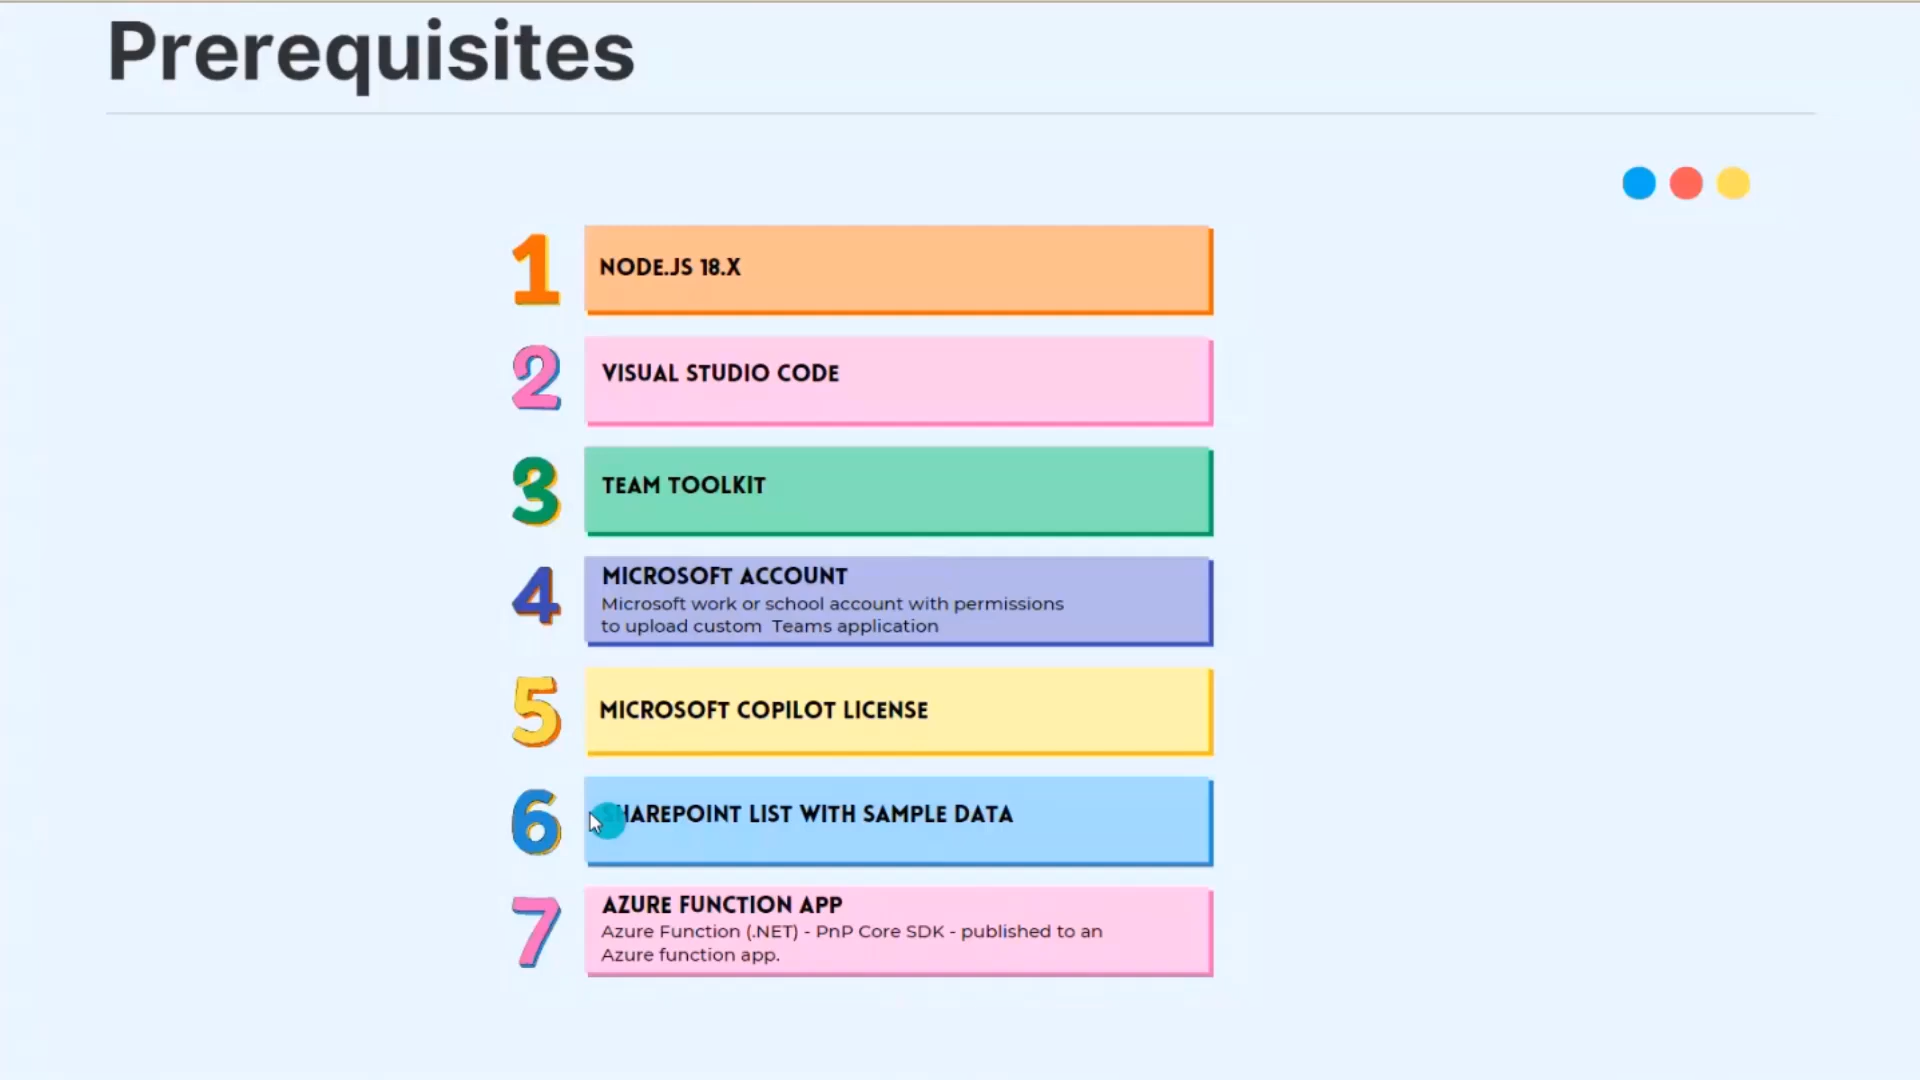 Prerequisites
1 NODE.JS 18.X
2 VISUAL STUDIO CODE
3 TEAM TOOLKIT
4 MICROSOFT ACCOUNT
Microsoft work or school account with permissions
to upload custom Teams application
5 MICROSOFT COPILOT LICENSE
6 SHAREPOINT LIST WITH SAMPLE DATA
7 AZURE FUNCTION APP
Azure Function (.NET) - PnP Core SDK - published to an
Azure function app.